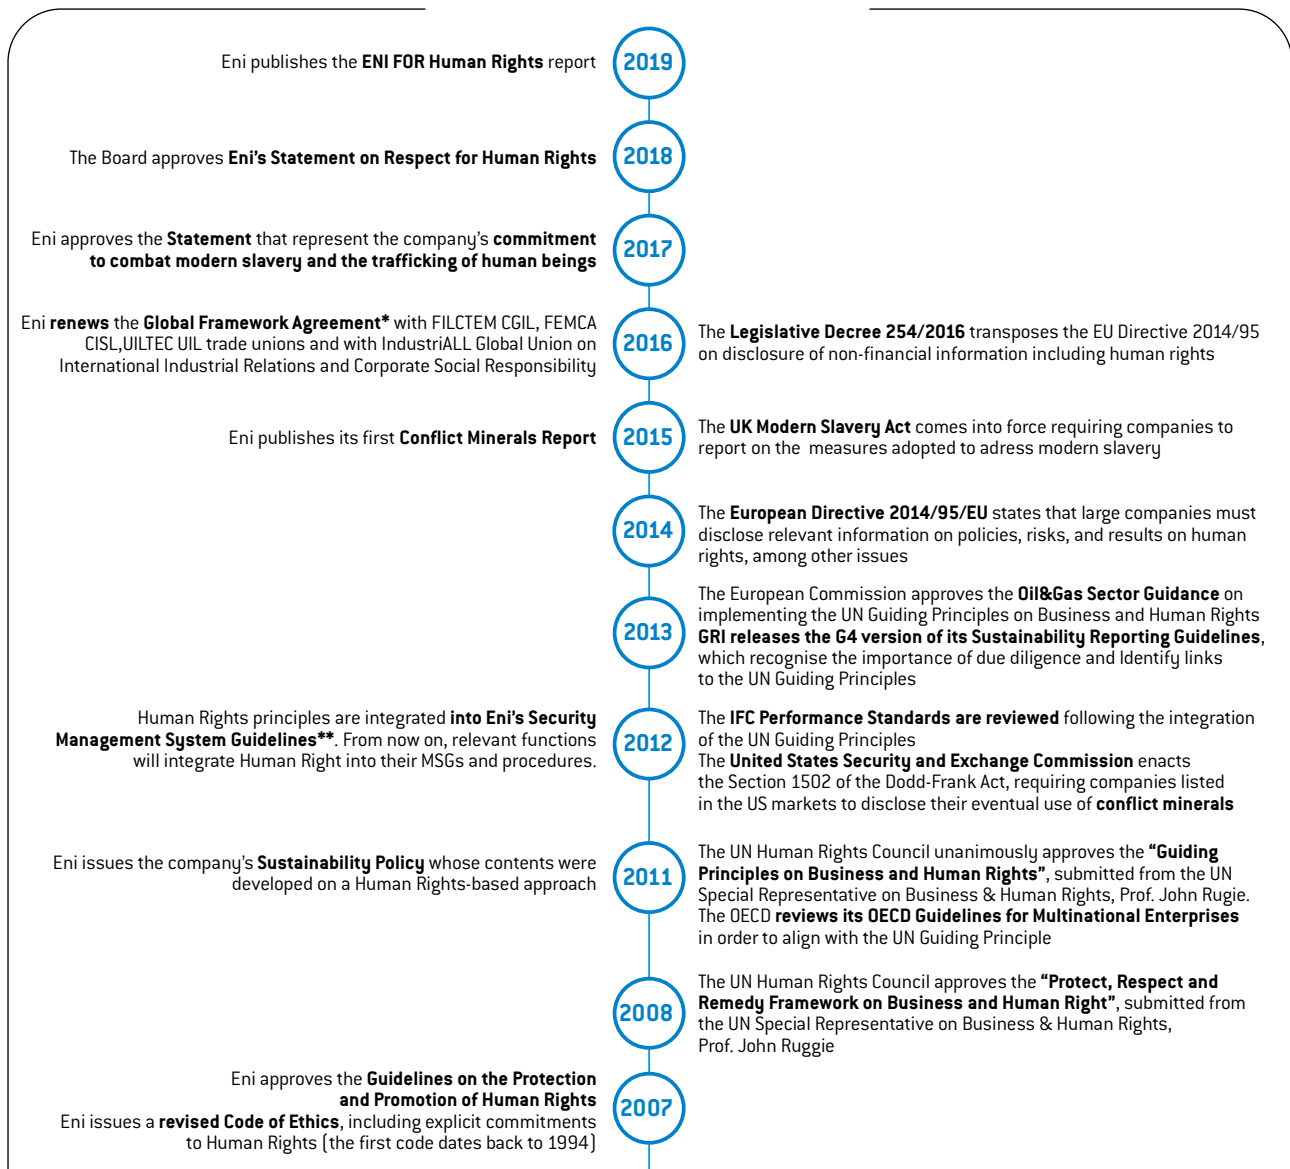 Eni publishes the ENI FOR Human Rights report
2019
The Board approves Eni's Statement on Respect for Human Rights
2018
Eni approves the Statement that represent the company's commitment
to combat modern slavery and the trafficking of human beings
2017
Eni renews the Global Framework Agreement* with FILCTEM CGIL, FEMCA
CISL,UILTEC UIL trade unions and with IndustriALL Global Union on
International Industrial Relations and Corporate Social Responsibility
2016
The Legislative Decree 254/2016 transposes the EU Directive 2014/95
on disclosure of non-financial information including human rights
Eni publishes its first Conflict Minerals Report
2015
The UK Modern Slavery Act comes into force requiring companies to
report on the measures adopted to adress modern slavery
2014
The European Directive 2014/95/EU states that large companies must
disclose relevant information on policies, risks, and results on human
rights, among other issues
2013
The European Commission approves the Oil&Gas Sector Guidance on
implementing the UN Guiding Principles on Business and Human Rights
GRI releases the G4 version of its Sustainability Reporting Guidelines,
which recognise the importance of due diligence and Identify links
to the UN Guiding Principles
Human Rights principles are integrated into Eni's Security
Management System Guidelines**. From now on, relevant functions
will integrate Human Right into their MSGs and procedures.
2012
The IFC Performance Standards are reviewed following the integration
of the UN Guiding Principles
The United States Security and Exchange Commission enacts
the Section 1502 of the Dodd-Frank Act, requiring companies listed
in the US markets to disclose their eventual use of conflict minerals
Eni issues the company's Sustainability Policy whose contents were
developed on a Human Rights-based approach
2011
The UN Human Rights Council unanimously approves the “Guiding
Principles on Business and Human Rights”, submitted from the UN
Special Representative on Business & Human Rights, Prof. John Rugie.
The OECD reviews its OECD Guidelines for Multinational Enterprises
in order to align with the UN Guiding Principle
2008
The UN Human Rights Council approves the “Protect, Respect and
Remedy Framework on Business and Human Right”, submitted from
the UN Special Representative on Business & Human Rights,
Prof. John Ruggie
Eni approves the Guidelines on the Protection
and Promotion of Human Rights
Eni issues a revised Code of Ethics, including explicit commitments
to Human Rights (the first code dates back to 1994)
2007